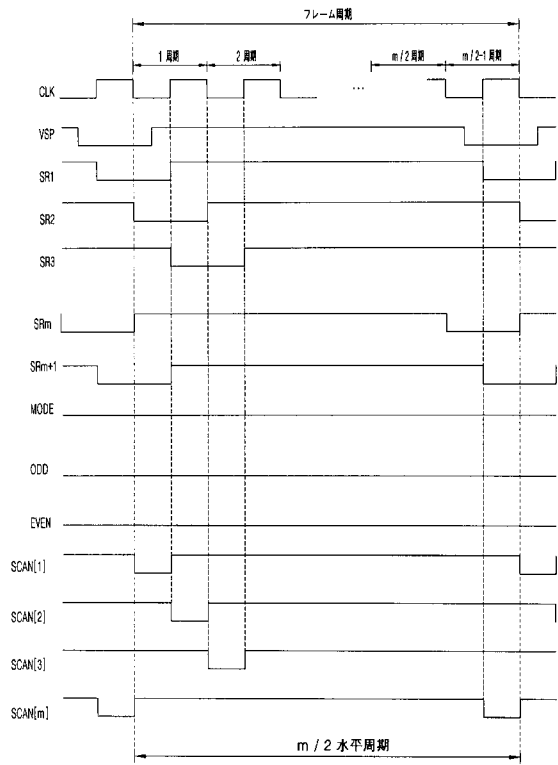 フレーム周期
1 周期
2 周期
m/2周期
m/2-1 周期
CLK
...
VSP
SR1
SR2
SR3
SRm
SRm+1
MODE
ODD
EVEN
SCAN[1]
SCAN[2]
SCAN[3]
SCAN[m]
m / 2 水平周期